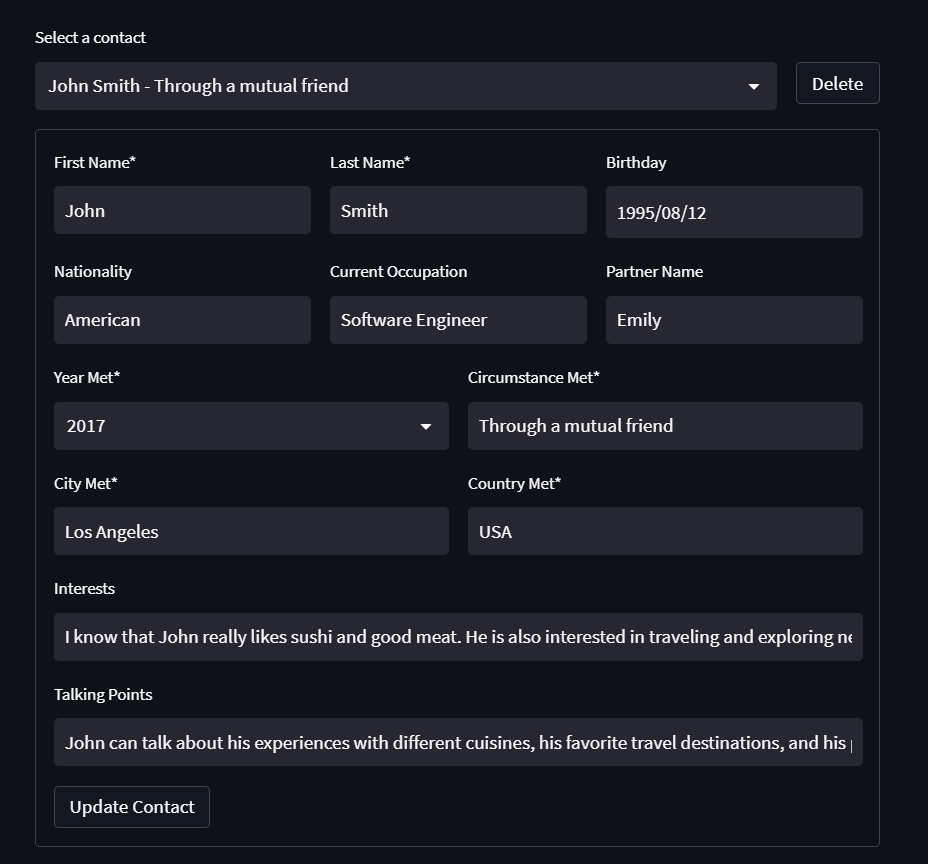 Select a contact
John Smith - Through a mutual friend
Delete
First Name* Last Name* Birthday
John Smith 1995/08/12
Nationality Current Occupation Partner Name
American Software Engineer Emily
Year Met* Circumstance Met*
2017 Through a mutual friend
City Met* Country Met*
Los Angeles USA
Interests
I know that John really likes sushi and good meat. He is also interested in traveling and exploring
Talking Points
John can talk about his experiences with different cuisines, his favorite travel destinations, and his
Update Contact